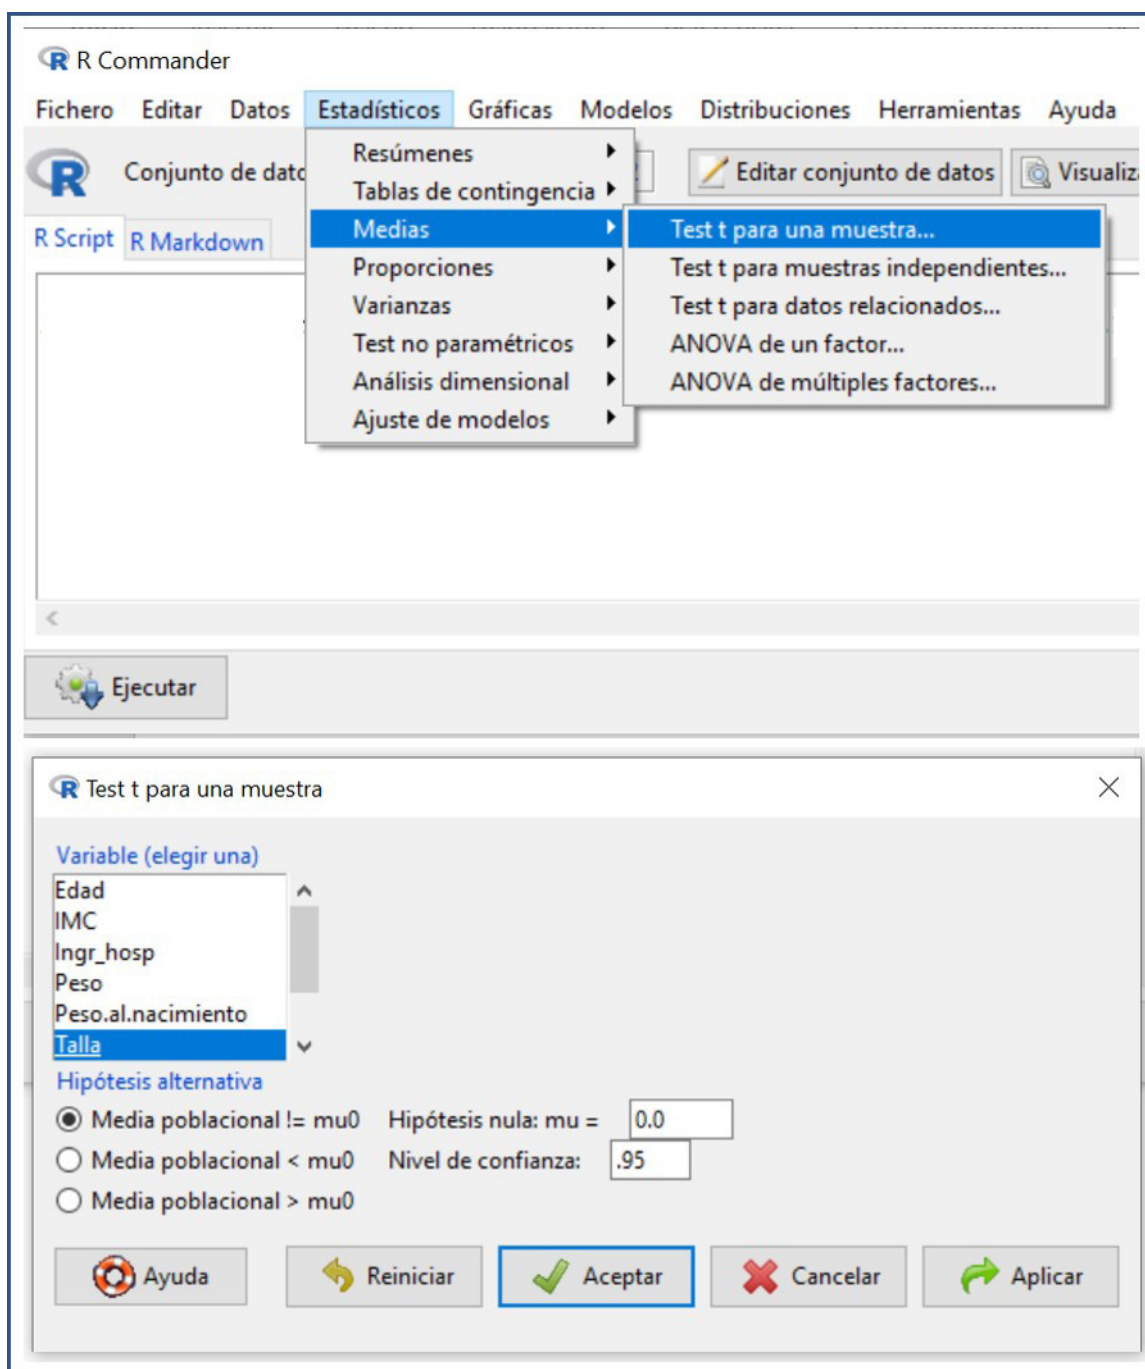 R Commander
Fichero Editar Datos Estadísticos Gráficas Modelos Distribuciones Herramientas Ayuda
Conjunto de dato Editar conjunto de datos Visualiza
R Script R Markdown
Resúmenes
Tablas de contingencia
Medias
Proporciones
Varianzas
Test no paramétricos
Análisis dimensional
Ajuste de modelos
Test t para una muestra...
Test t para muestras independientes...
Test t para datos relacionados...
ANOVA de un factor...
ANOVA de múltiples factores...
Ejecutar
Test t para una muestra
Variable (elegir una)
Edad
IMC
Ingr_hosp
Peso
Peso.al.nacimiento
Talla
Hipótesis alternativa
Media poblacional != mu0 Hipótesis nula: mu = 0.0
Media poblacional < mu0 Nivel de confianza: .95
Media poblacional > mu0
Ayuda Reiniciar Aceptar Cancelar Aplicar